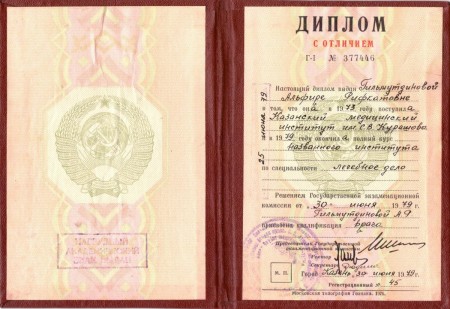 ДИПЛОМ
С ОТЛИЧИЕМ
Г-I № 377446
Настоящий диплом выдан Гильмутдиновой
Альфире Рифкатовне
в том, что она в 1973 году поступила
Казанский медицинский
институт им. С.В. Курашова
и в 1979 году окончила полный курс
названного института
по специальности лечебное дело
Решением Государственной экзаменационной
комиссии от 30 июня 1979 г.
Гильмутдиновой А.Р.
присвоена квалификация врача
Председатель Государственной
экзаменационной комиссии
Ректор
Секретарь
М. П.
Город Казань, 30 июня 1979 г.
Регистрационный № 45
Московская типография Гознака. 1978.
25 июня 79